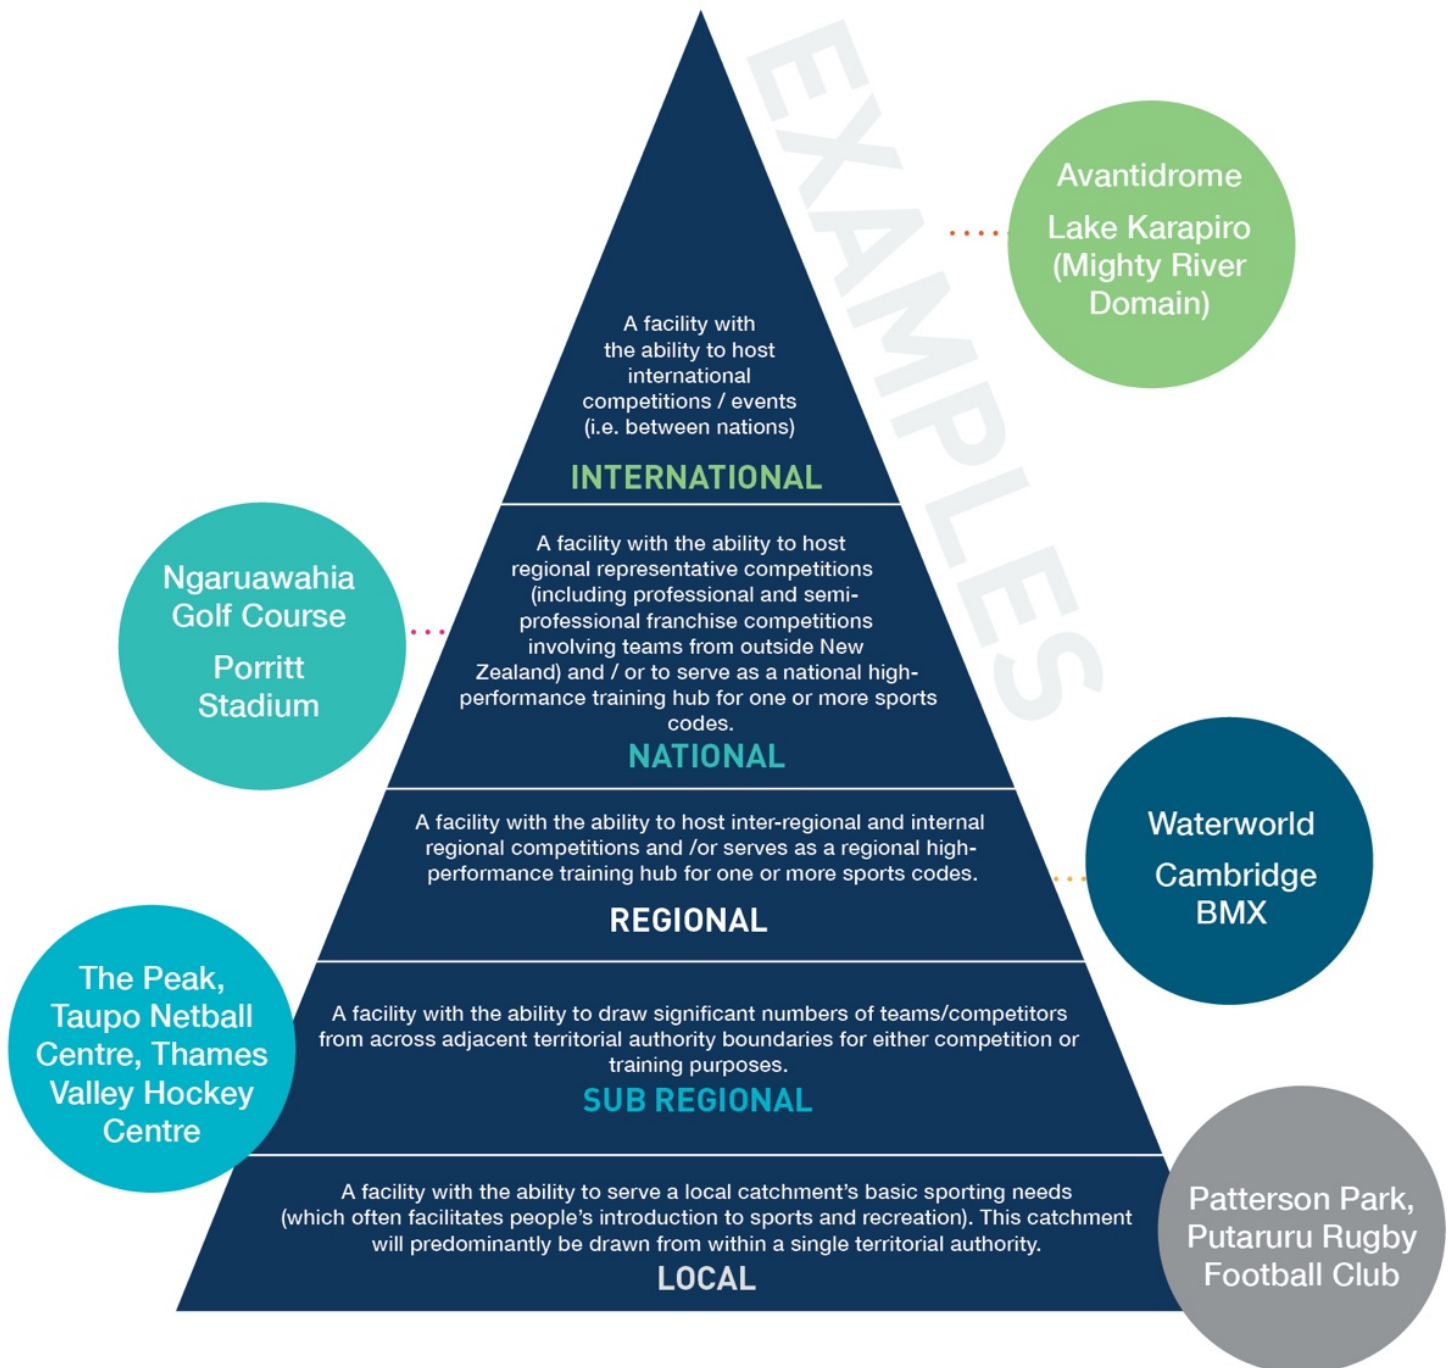 EXAMPLES
Avantidrome
Lake Karapiro
(Mighty River
Domain)
A facility with
the ability to host
international
competitions / events
(i.e. between nations)
INTERNATIONAL
Ngaruawahia
Golf Course
Porritt
Stadium
A facility with the ability to host
regional representative competitions
(including professional and semi-
professional franchise competitions
involving teams from outside New
Zealand) and / or to serve as a national high-
performance training hub for one or more sports
codes.
NATIONAL
A facility with the ability to host inter-regional and internal
regional competitions and /or serves as a regional high-
performance training hub for one or more sports codes.
REGIONAL
Waterworld
Cambridge
BMX
The Peak,
Taupo Netball
Centre, Thames
Valley Hockey
Centre
A facility with the ability to draw significant numbers of teams/competitors
from across adjacent territorial authority boundaries for either competition or
training purposes.
SUB REGIONAL
A facility with the ability to serve a local catchment's basic sporting needs
(which often facilitates people's introduction to sports and recreation). This catchment
will predominantly be drawn from within a single territorial authority.
LOCAL
Patterson Park,
Putaruru Rugby
Football Club